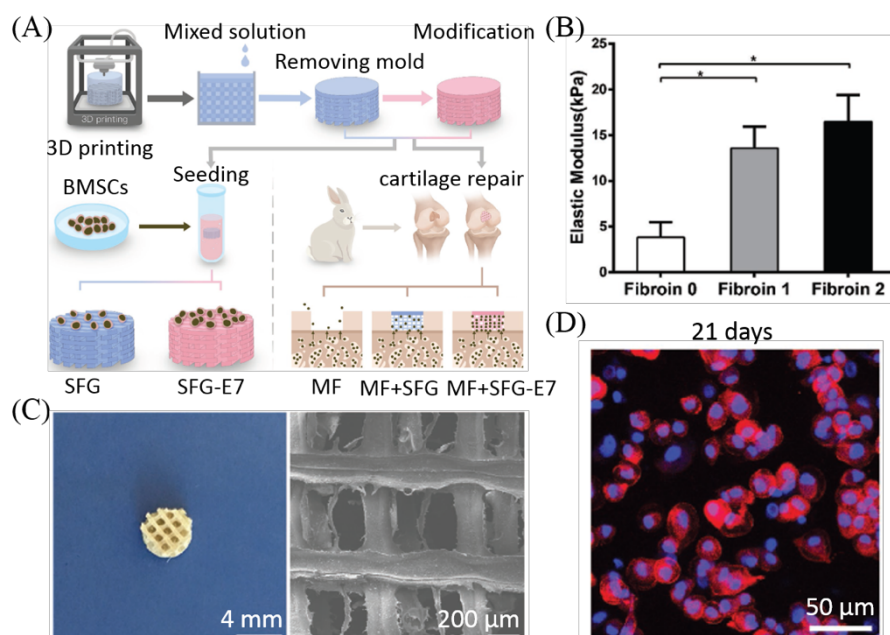 (A)
Mixed solution
Removing mold
Modification
3D printing
3D printing
BMSCs
Seeding
cartilage repair
SFG
SFG-E7
MF
MF+SFG
MF+SFG-E7
(B)
Elastic Modulus(kPa)
25
20
15
10
5
0
*
*
Fibroin 0
Fibroin 1
Fibroin 2
(C)
4 mm
200 μm
(D)
21 days
50 μm